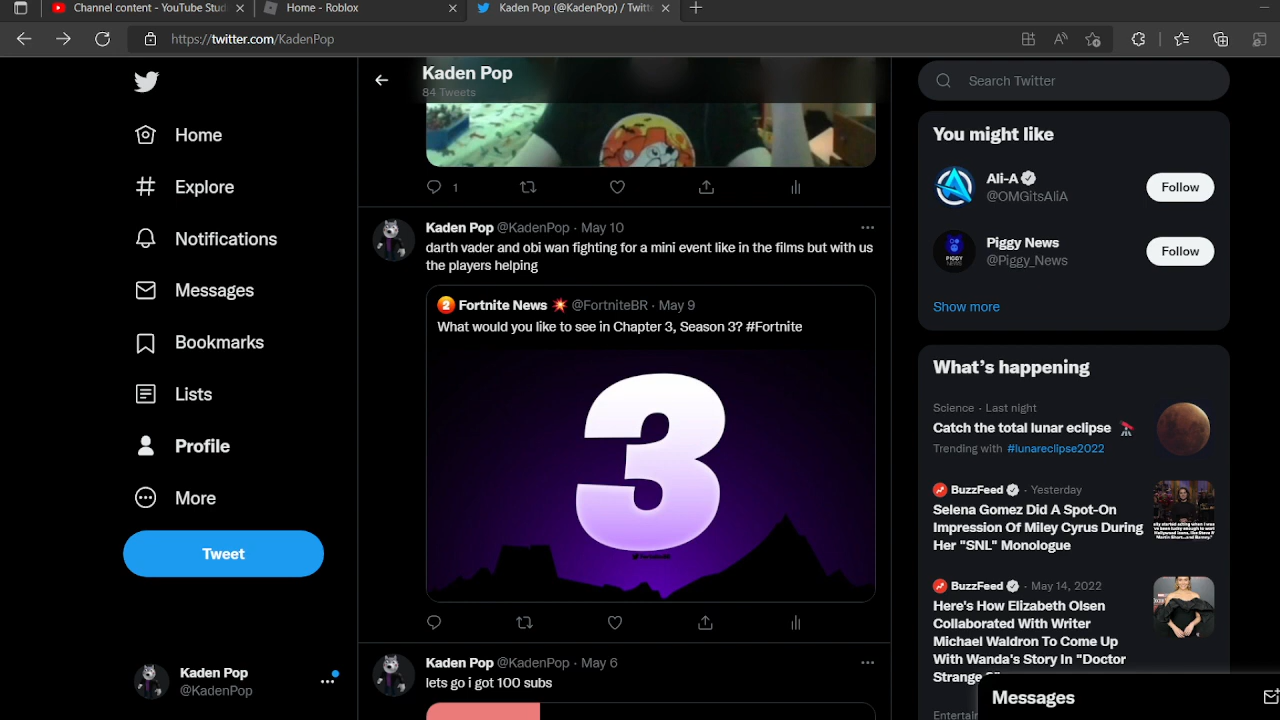 Channel content - YouTube Stud
Home - Roblox
Kaden Pop (@KadenPop) / Twitte
https://twitter.com/KadenPop
Home
Explore
Notifications
Messages
Bookmarks
Lists
Profile
More
Tweet
Kaden Pop
@KadenPop
Kaden Pop
84 Tweets
1
Kaden Pop @KadenPop · May 10
darth vader and obi wan fighting for a mini event like in the films but with us
the players helping
2 Fortnite News 💥 @FortniteBR · May 9
What would you like to see in Chapter 3, Season 3? #Fortnite
3
Kaden Pop @KadenPop · May 6
lets go i got 100 subs
Search Twitter
You might like
Ali-A
@OMGitsAliA
Follow
PIGGY
NEWS
Piggy News
@Piggy_News
Follow
Show more
What's happening
Science · Last night
Catch the total lunar eclipse
Trending with #lunareclipse2022
BuzzFeed · Yesterday
Selena Gomez Did A Spot-On
Impression Of Miley Cyrus During
Her "SNL" Monologue
BuzzFeed · May 14, 2022
Here's How Elizabeth Olsen
Collaborated With Writer
Michael Waldron To Come Up
With Wanda's Story In "Doctor
Strange
Entertain
Messages